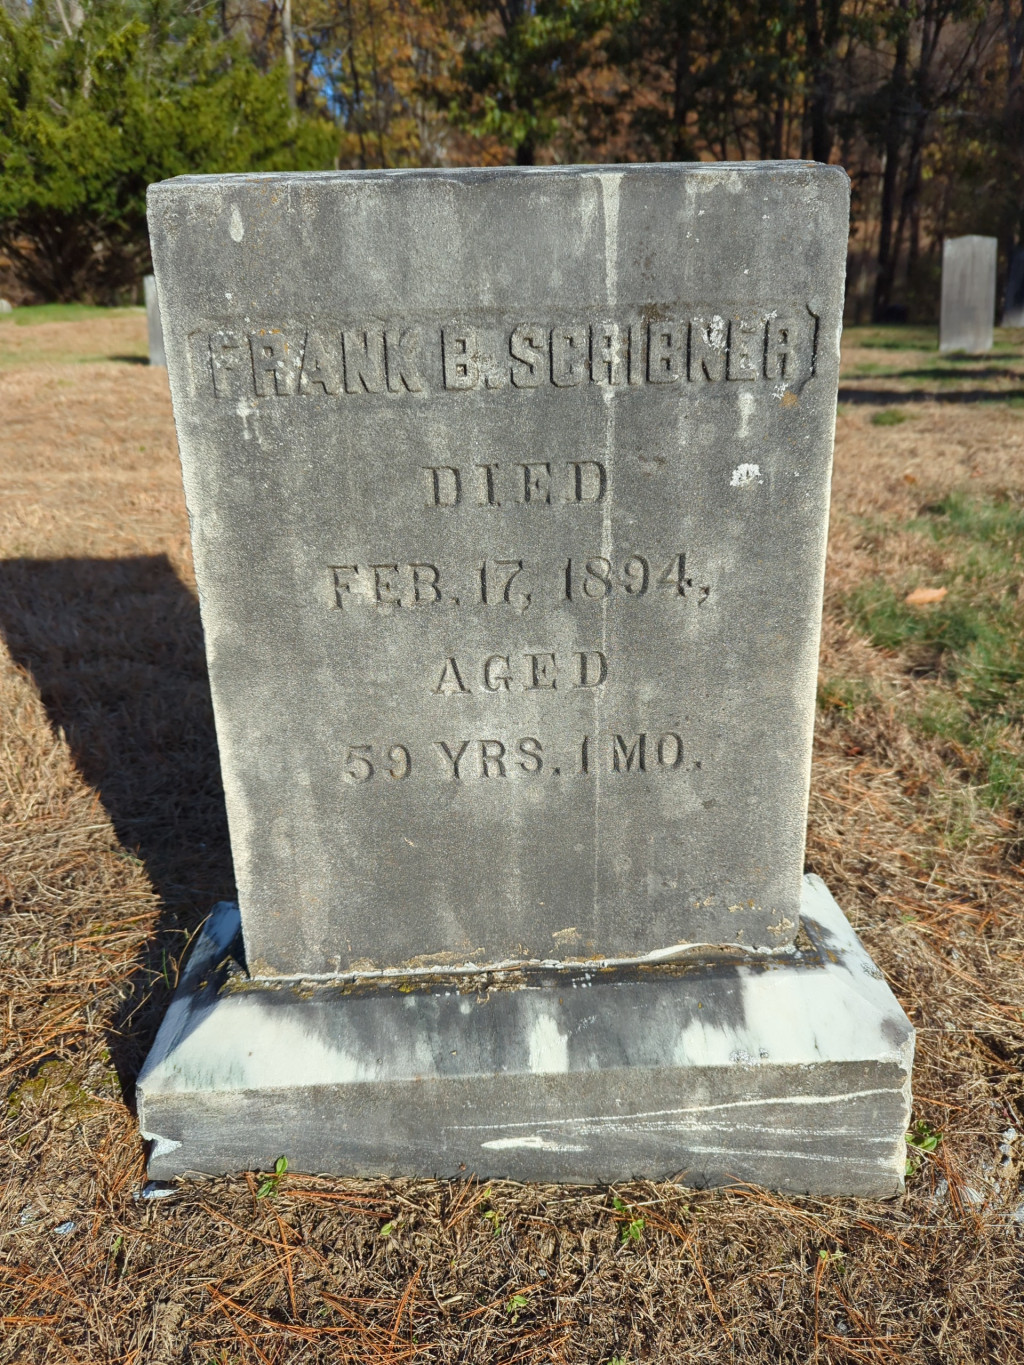 FRANK B. SCRIBNER
DIED
FEB. 17, 1894,
AGED
59 YRS. 1 MO.